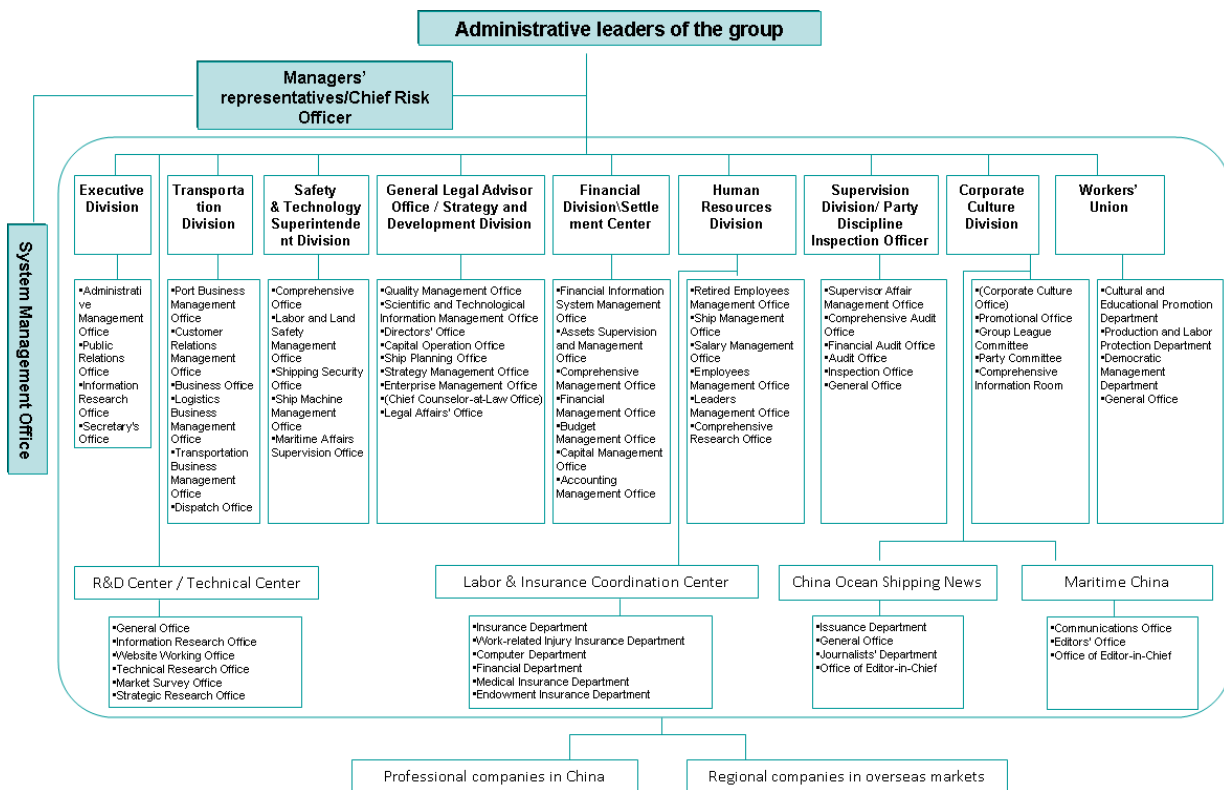 Administrative leaders of the group
Managers'
representatives/Chief Risk
Officer
System Management Office
Executive
Division
Transporta
tion
Division
Safety
& Technology
Superintende
nt Division
General Legal Advisor
Office / Strategy and
Development Division
Financial
Division\Settle
ment Center
Human
Resources
Division
Supervision
Division/ Party
Discipline
Inspection Officer
Corporate
Culture Division
Workers'
Union
▪Administrati
ve
Management
Office
▪Public
Relations
Office
▪Information
Research
Office
▪Secretary's
Office
▪Port Business
Management
Office
▪Customer
Relations
Management
Office
▪Business Office
▪Logistics
Business
Management
Office
▪Transportation
Business
Management
Office
▪Dispatch Office
▪Comprehensive
Office
▪Labor and Land
Safety
Management
Office
▪Shipping Security
Office
▪Ship Machine
Management
Office
▪Maritime Affairs
Supervision Office
▪Quality Management Office
▪Scientific and Technological
Information Management Office
▪Directors' Office
▪Capital Operation Office
▪Ship Planning Office
▪Strategy Management Office
▪Enterprise Management Office
▪(Chief Counselor-at-Law Office)
▪Legal Affairs' Office
▪Financial Information
System Management
Office
▪Assets Supervision
and Management
Office
▪Comprehensive
Management Office
▪Financial
Management Office
▪Budget
Management Office
▪Capital Management
Office
▪Accounting
Management Office
▪Retired Employees
Management Office
▪Ship Management
Office
▪Salary Management
Office
▪Employees
Management Office
▪Leaders
Management Office
▪Comprehensive
Research Office
▪Supervisor Affair
Management Office
▪Comprehensive Audit
Office
▪Financial Audit Office
▪Audit Office
▪Inspection Office
▪General Office
▪(Corporate Culture
Office)
▪Promotional Office
▪Group League
Committee
▪Party Committee
▪Comprehensive
Information Room
▪Cultural and
Educational Promotion
Department
▪Production and Labor
Protection Department
▪Democratic
Management
Department
▪General Office
R&D Center / Technical Center
Labor & Insurance Coordination Center
China Ocean Shipping News
Maritime China
▪General Office
▪Information Research Office
▪Website Working Office
▪Technical Research Office
▪Market Survey Office
▪Strategic Research Office
▪Insurance Department
▪Work-related Injury Insurance Department
▪Computer Department
▪Financial Department
▪Medical Insurance Department
▪Endowment Insurance Department
▪Issuance Department
▪General Office
▪Journalists' Department
▪Office of Editor-in-Chief
▪Communications Office
▪Editors' Office
▪Office of Editor-in-Chief
Professional companies in China
Regional companies in overseas markets